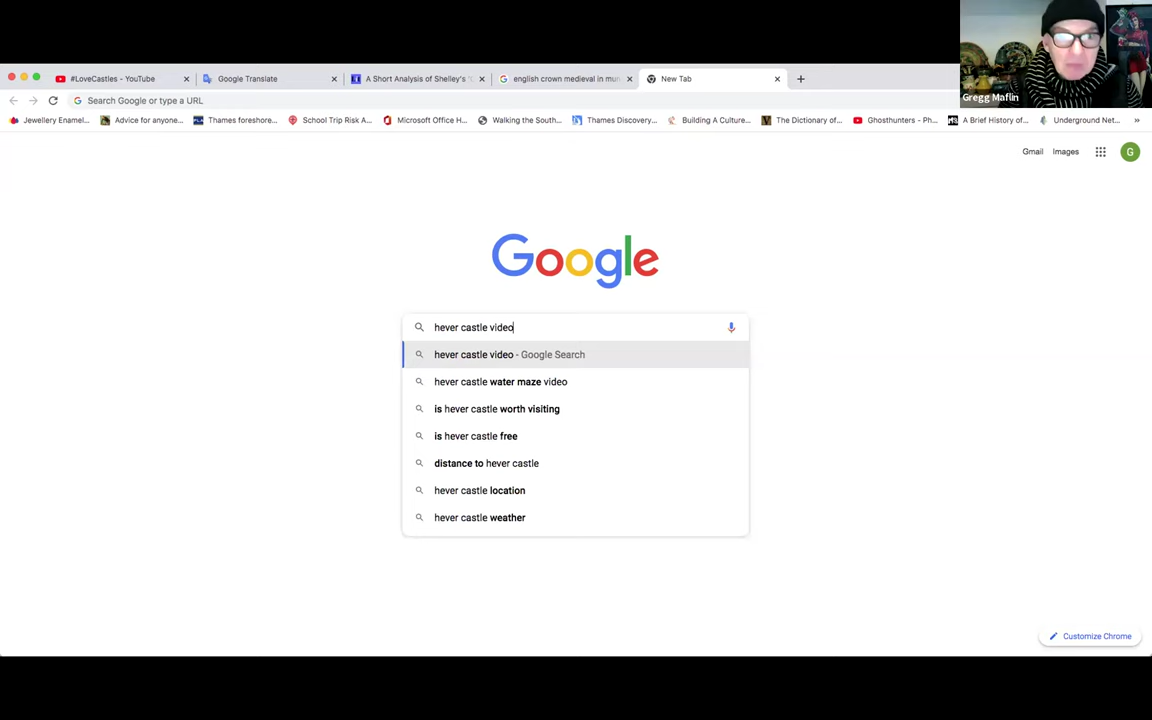 #LoveCastles - YouTube
Google Translate
A Short Analysis of Shelley's 'C
english crown medieval in mus
New Tab
Search Google or type a URL
Jewellery Enamel...
Advice for anyone...
Thames foreshore...
School Trip Risk A...
Microsoft Office H...
Walking the South...
Thames Discovery...
Building A Culture...
The Dictionary of...
Ghosthunters - Ph...
A Brief History of...
Underground Net...
Gregg Maflin
Gmail
Images
G
Google
hever castle video
hever castle video - Google Search
hever castle water maze video
is hever castle worth visiting
is hever castle free
distance to hever castle
hever castle location
hever castle weather
Customize Chrome